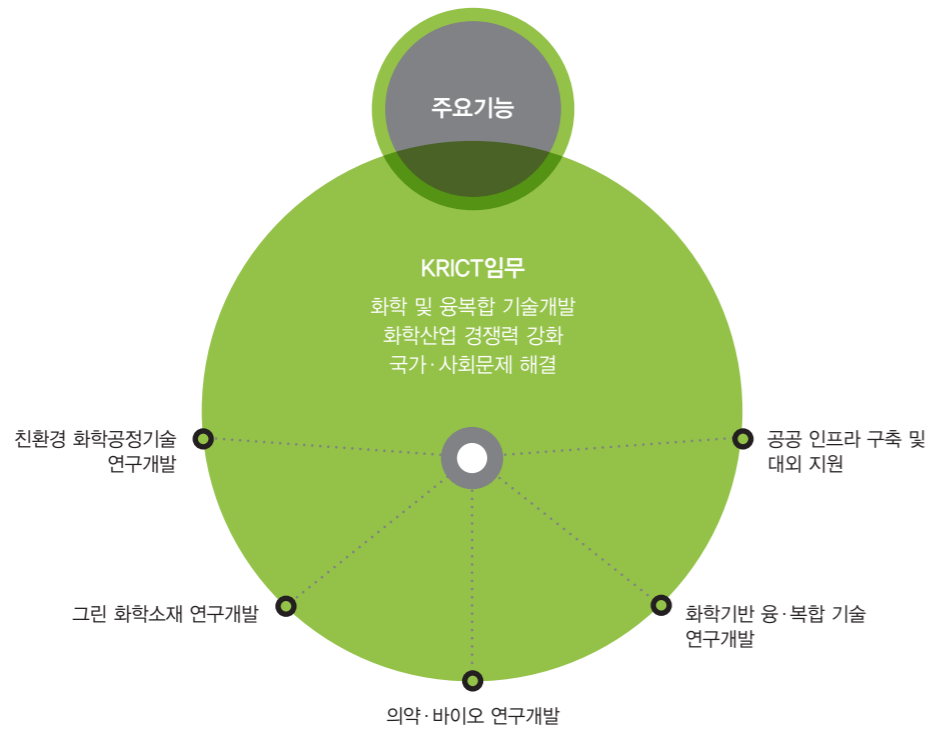 주요기능
KRICT임무
화학 및 융복합 기술개발
화학산업 경쟁력 강화
국가·사회문제 해결
친환경 화학공정기술
연구개발
공공 인프라 구축 및
대외 지원
그린 화학소재 연구개발
화학기반 융·복합 기술
연구개발
의약·바이오 연구개발